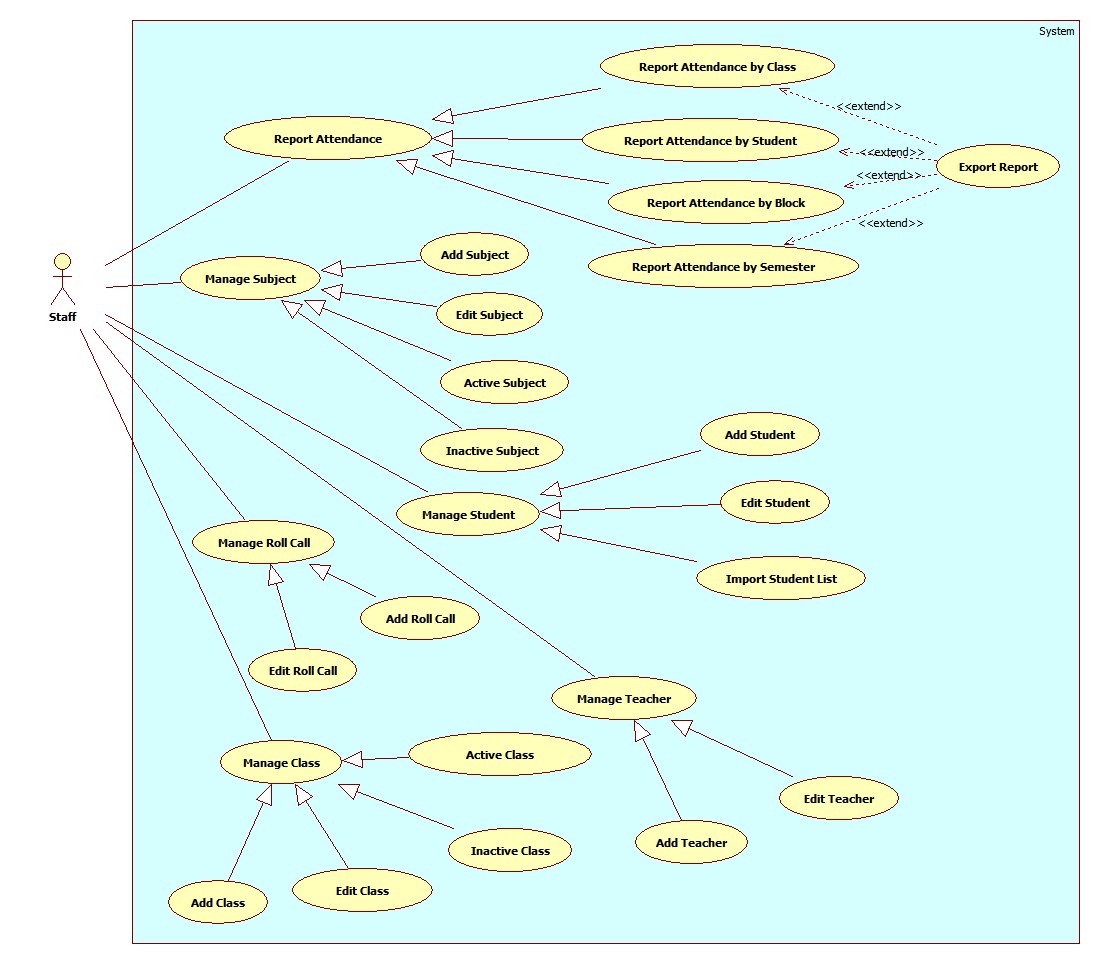 System
Report Attendance by Class
<<extend>>
Report Attendance
Report Attendance by Student
<<extend>>
Export Report
<<extend>>
Report Attendance by Block
<<extend>>
Add Subject
Report Attendance by Semester
Manage Subject
Staff
Edit Subject
Active Subject
Add Student
Inactive Subject
Edit Student
Manage Student
Manage Roll Call
Import Student List
Add Roll Call
Edit Roll Call
Manage Teacher
Active Class
Manage Class
Edit Teacher
Add Teacher
Inactive Class
Edit Class
Add Class